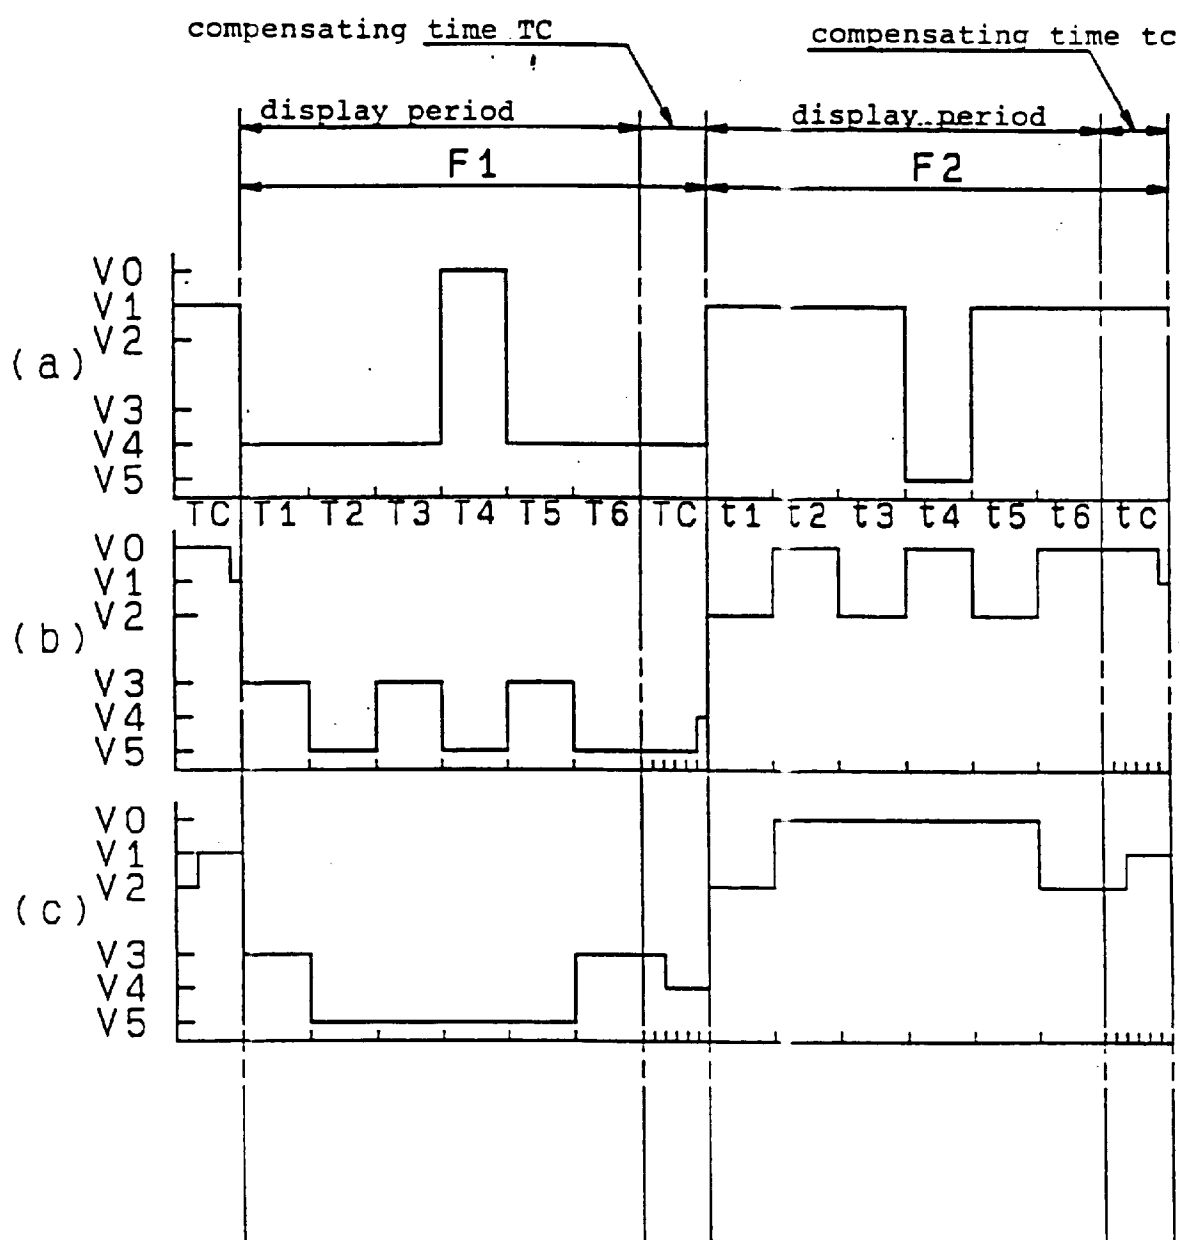 compensating time TC
compensating time tc
display period
display period
F1
F2
V0
V1
V2
(a)
V3
V4
V5
TC T1 T2 T3 T4 T5 T6 TC t1 t2 t3 t4 t5 t6 tc
V0
V1
V2
(b)
V3
V4
V5
V0
V1
V2
(c)
V3
V4
V5